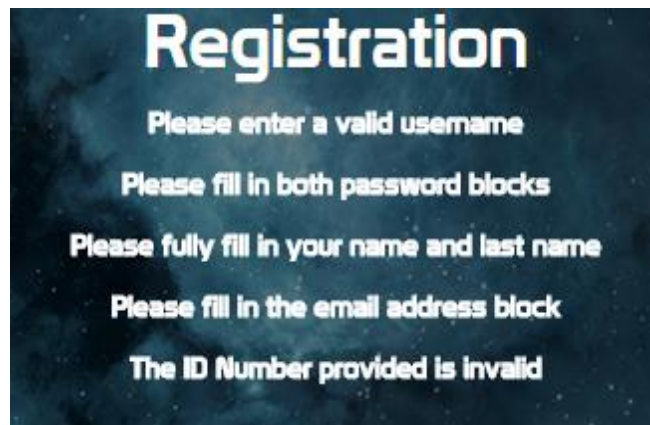 Registration
Please enter a valid username
Please fill in both password blocks
Please fully fill in your name and last name
Please fill in the email address block
The ID Number provided is invalid